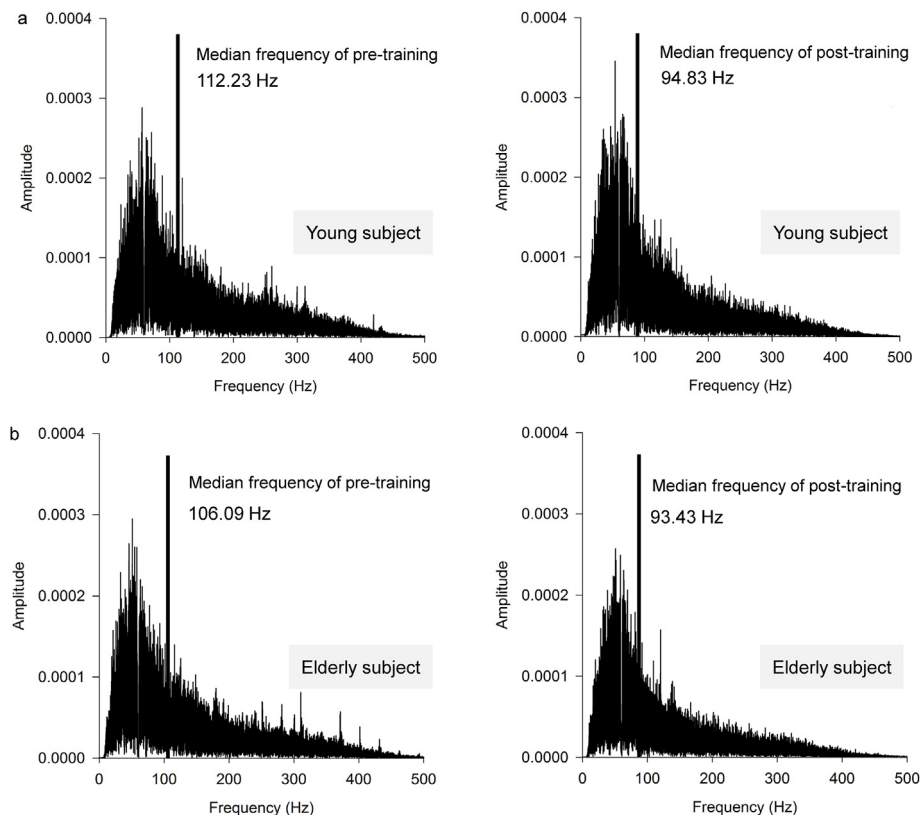 a
0.0004
0.0003
0.0002
0.0001
0.0000
Amplitude
0 100 200 300 400 500
Frequency (Hz)
Median frequency of pre-training
112.23 Hz
Young subject
0.0004
0.0003
0.0002
0.0001
0.0000
Amplitude
0 100 200 300 400 500
Frequency (Hz)
Median frequency of post-training
94.83 Hz
Young subject
b
0.0004
0.0003
0.0002
0.0001
0.0000
Amplitude
0 100 200 300 400 500
Frequency (Hz)
Median frequency of pre-training
106.09 Hz
Elderly subject
0.0004
0.0003
0.0002
0.0001
0.0000
Amplitude
0 100 200 300 400 500
Frequency (Hz)
Median frequency of post-training
93.43 Hz
Elderly subject